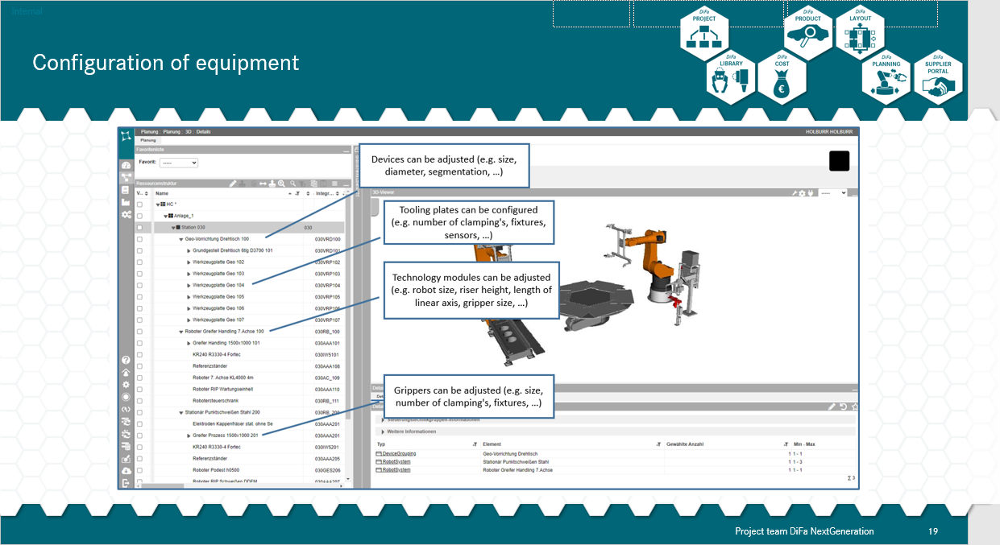 Internal
Configuration of equipment
DiFa
PROJECT
DiFa
PRODUCT
DiFa
LAYOUT
DiFa
LIBRARY
DiFa
COST
€
DiFa
PLANNING
DiFa
SUPPLIER
PORTAL
Planung : Planung : 3D : Details
HOLBURR HOLBURR
Planung
Favoritenliste
Favorit: -----
Ressourcenstruktur
V... Name Integr...
HC *
Anlage_1
Station 030 030
Geo-Vorrichtung Drehtisch 100 030VRD100
Grundgestell Drehtisch 6tlg D3700 101 030VRD101
Werkzeugplatte Geo 102 030VRP102
Werkzeugplatte Geo 103 030VRP103
Werkzeugplatte Geo 104 030VRP104
Werkzeugplatte Geo 105 030VRP105
Werkzeugplatte Geo 106 030VRP106
Werkzeugplatte Geo 107 030VRP107
Roboter Greifer Handling 7.Achse 100 030RB_100
Greifer Handling 1500x1000 101 030AAA101
KR240 R3330-4 Fortec 030IW5101
Referenzständer 030AAA108
Roboter 7. Achse KL4000 4m 030AC_109
Roboter RIP Wartungseinheit 030AAA110
Robotersteuerschrank 030RB_111
Stationär Punktschweißen Stahl 200 030RB_200
Elektroden Kappenfräser stat. ohne Se 030AAA201
Greifer Prozess 1500x1000 201 030AAA201
KR240 R3330-4 Fortec 030IW5201
Referenzständer 030AAA205
Roboter Podest h0500 030GES206
Roboter RIP Schweißen DDEM 030AAA207
Devices can be adjusted (e.g. size,
diameter, segmentation, …)
3D-Viewer
-----
Tooling plates can be configured
(e.g. number of clamping's, fixtures,
sensors, …)
Technology modules can be adjusted
(e.g. robot size, riser height, length of
linear axis, gripper size, …)
Grippers can be adjusted (e.g. size,
number of clamping's, fixtures, …)
Weitere Informationen
Typ Element Gewählte Anzahl Min - Max
DeviceGrouping Geo-Vorrichtung Drehtisch 1 1 - 1
RobotSystem Stationär Punktschweißen Stahl 1 1 - 3
RobotSystem Roboter Greifer Handling 7.Achse 1 1 - 1
Σ 3
Project team DiFa NextGeneration
19